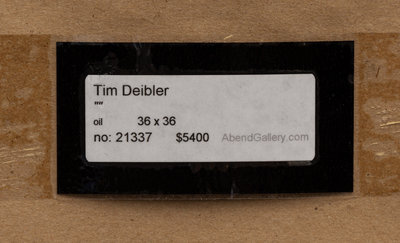 Tim Deibler
""
oil 36 x 36
no: 21337 $5400 AbendGallery.com